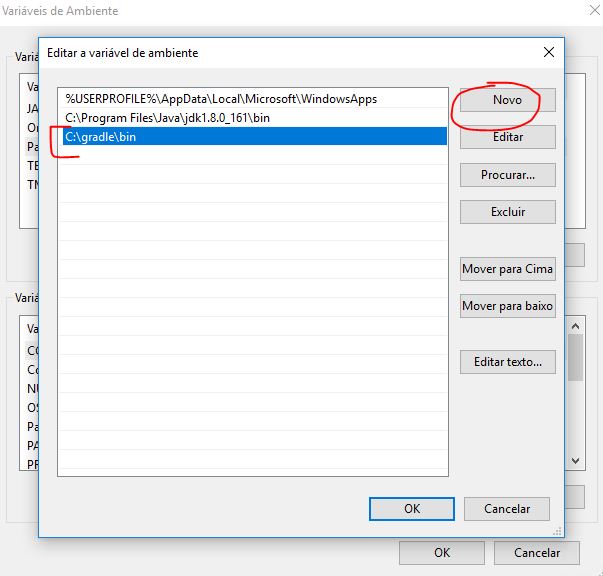 Variáveis de Ambiente
Variá
Editar a variável de ambiente
Va
JA
On
Pa
TE
TM
%USERPROFILE%\AppData\Local\Microsoft\WindowsApps
C:\Program Files\Java\jdk1.8.0_161\bin
C:\gradle\bin
Novo
Editar
Procurar...
Excluir
Mover para Cima
Mover para baixo
Editar texto...
Variá
Va
CO
Co
NU
OS
Pa
PA
PR
OK
Cancelar
OK
Cancelar